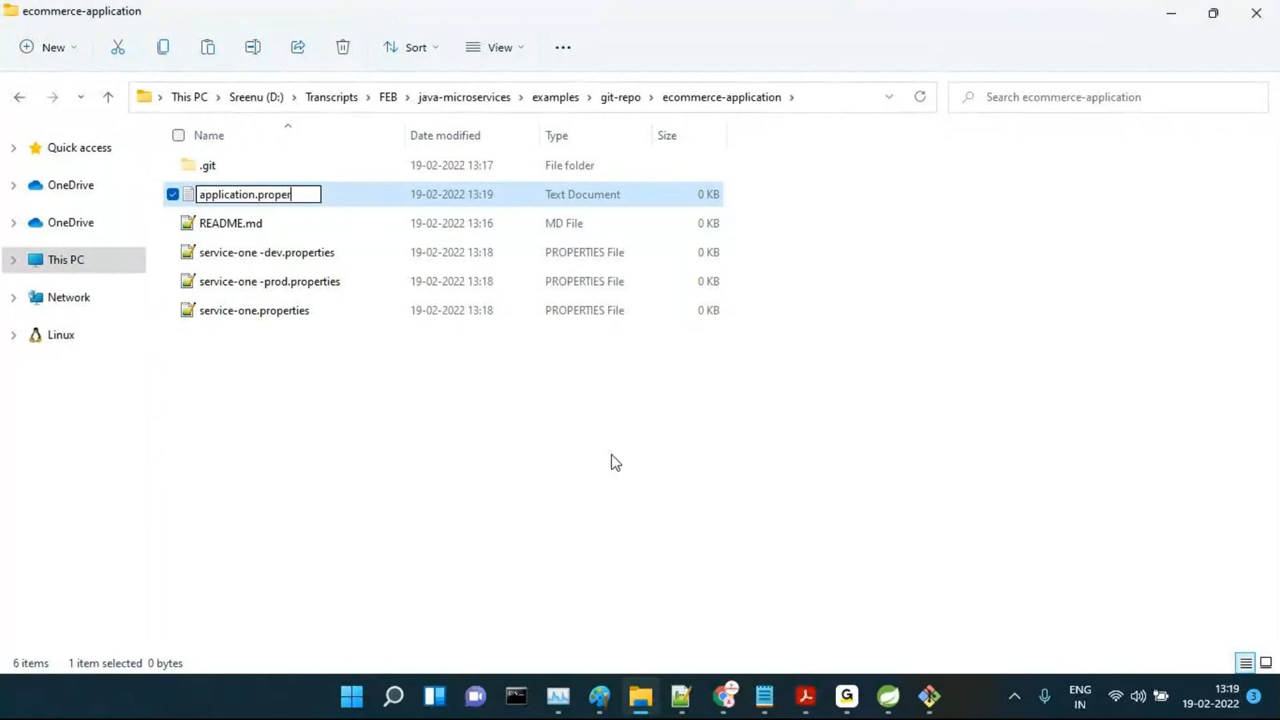 ecommerce-application
New
Sort
View
This PC > Sreenu (D:) > Transcripts > FEB > java-microservices > examples > git-repo > ecommerce-application >
Search ecommerce-application
Name Date modified Type Size
Quick access
OneDrive
OneDrive
This PC
Network
Linux
.git 19-02-2022 13:17 File folder
application.proper 19-02-2022 13:19 Text Document 0 KB
README.md 19-02-2022 13:16 MD File 0 KB
service-one -dev.properties 19-02-2022 13:18 PROPERTIES File 0 KB
service-one -prod.properties 19-02-2022 13:18 PROPERTIES File 0 KB
service-one.properties 19-02-2022 13:18 PROPERTIES File 0 KB
6 items 1 item selected 0 bytes
G
ENG
IN
13:19
19-02-2022
3